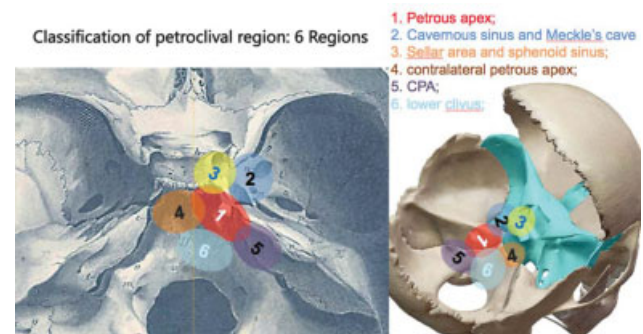 Classification of petroclival region: 6 Regions
1. Petrous apex;
2. Cavernous sinus and Meckle's cave
3. Sellar area and sphenoid sinus;
4. contralateral petrous apex;
5. CPA;
6. lower clivus;
3
2
4
1
6
5
2
3
1
5
4
6